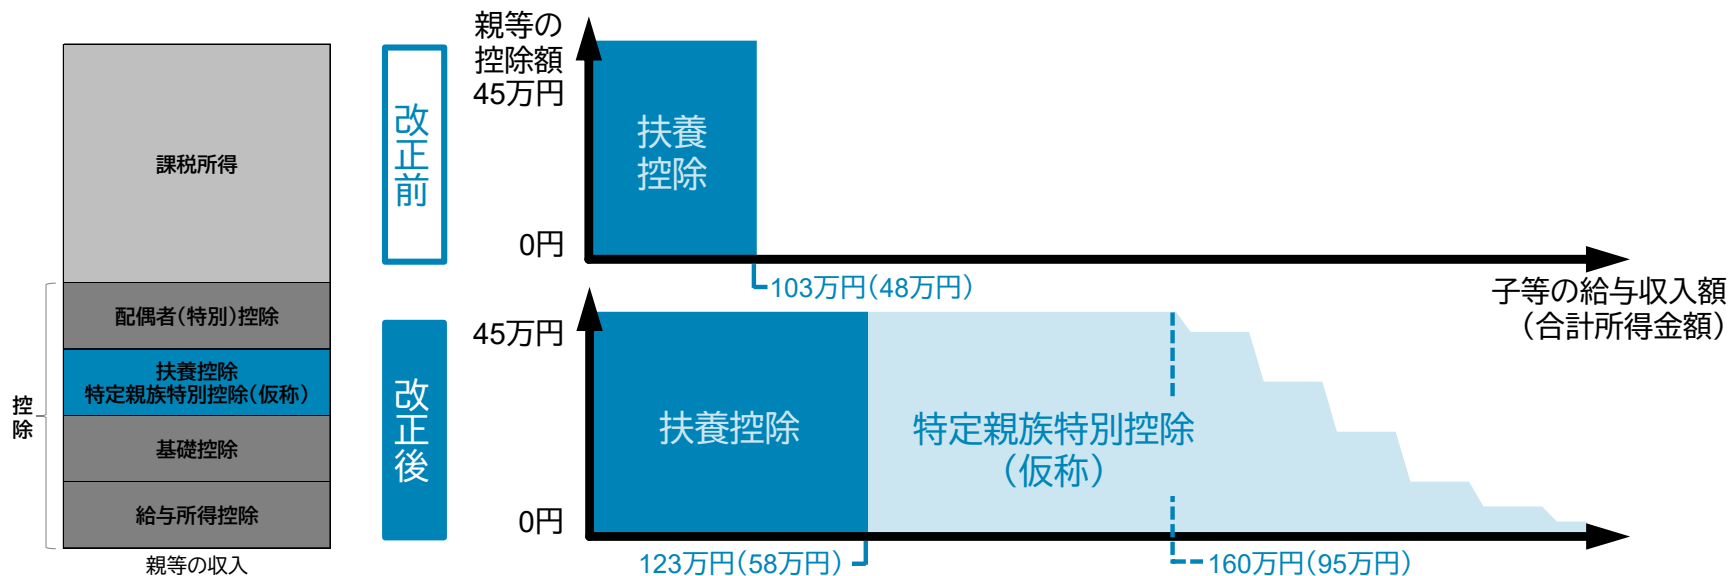 課税所得
配偶者（特別）控除
扶養控除
特定親族特別控除（仮称）
基礎控除
給与所得控除
控除
親等の収入
改正前
親等の
控除額
45万円
0円
扶養
控除
103万円（48万円）
子等の給与収入額
（合計所得金額）
改正後
45万円
0円
扶養控除
特定親族特別控除
（仮称）
123万円（58万円）
160万円（95万円）